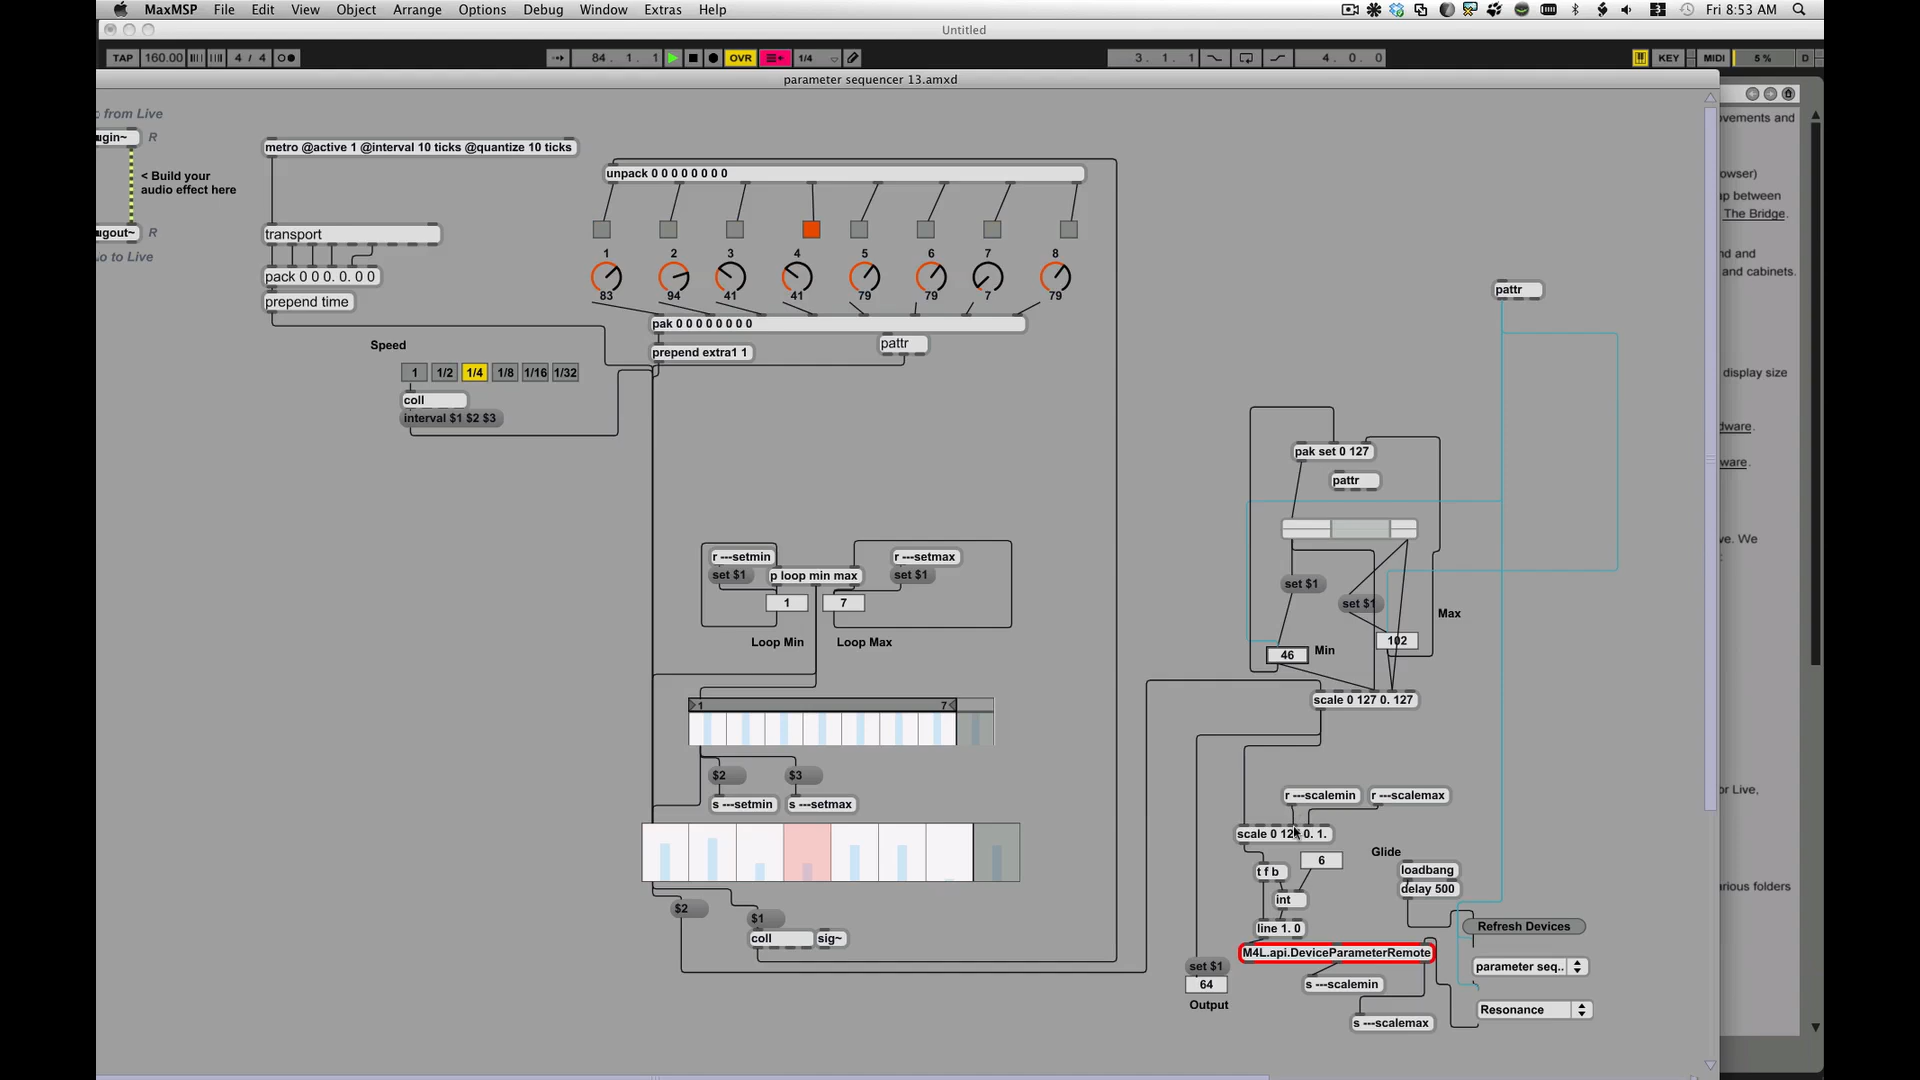 MaxMSP File Edit View Object Arrange Options Debug Window Extras Help
Fri 8:53 AM
Untitled
TAP 160.00 4 / 4
84. 1. 1
OVR
1/4
3. 1. 1
4. 0. 0
KEY
MIDI
5 %
D
parameter sequencer 13.amxd
from Live
ugin~ R
< Build your
audio effect here
ugout~ R
o to Live
metro @active 1 @interval 10 ticks @quantize 10 ticks
transport
pack 0 0 0. 0. 0 0
prepend time
Speed
1 1/2 1/4 1/8 1/16 1/32
coll
interval $1 $2 $3
unpack 0 0 0 0 0 0 0 0
1 2 3 4 5 6 7 8
83 94 41 41 79 79 7 79
pak 0 0 0 0 0 0 0 0
pattr
prepend extra1 1
r ---setmin
set $1
p loop min max
r ---setmax
set $1
1
7
Loop Min
Loop Max
1 7
$2
$3
s ---setmin
s ---setmax
$2
$1
coll
sig~
pattr
pak set 0 127
pattr
set $1
set $1
Max
102
46
Min
scale 0 127 0. 127
r ---scalemin
r ---scalemax
scale 0 12 0. 1.
6
Glide
t f b
int
line 1. 0
loadbang
delay 500
M4L.api.DeviceParameterRemote
Refresh Devices
set $1
64
Output
s ---scalemin
s ---scalemax
parameter seq..
Resonance
vements and
owser)
up between
The Bridge.
nd and
and cabinets.
display size
dware.
ware.
ve. We
or Live,
arious folders